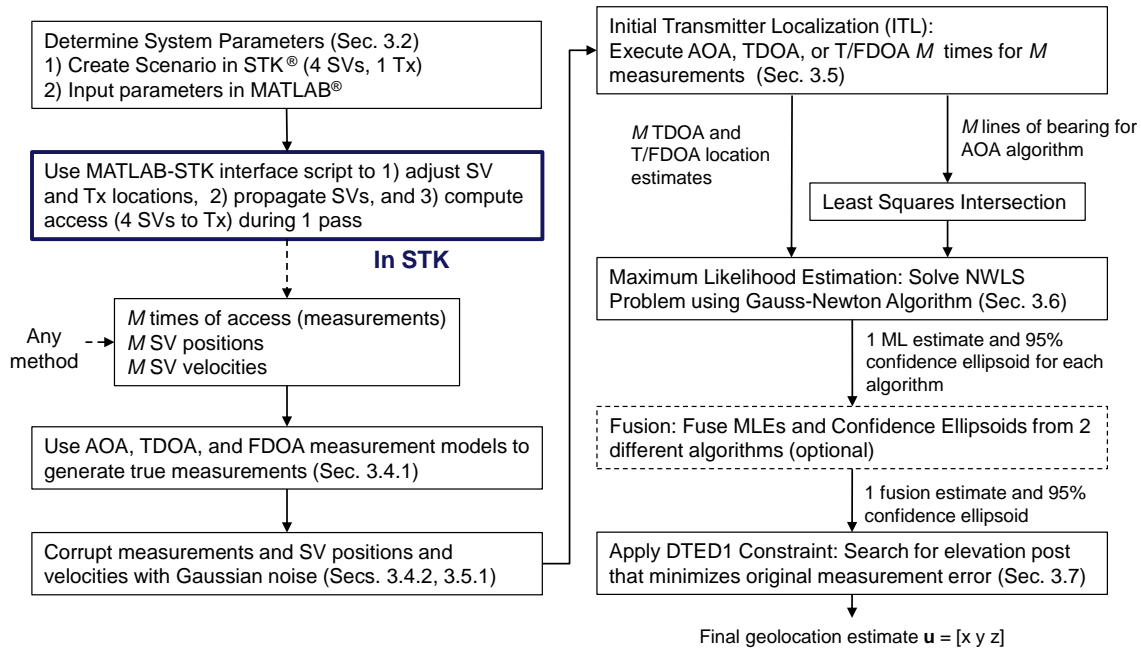 Determine System Parameters (Sec. 3.2)
1) Create Scenario in STK® (4 SVs, 1 Tx)
2) Input parameters in MATLAB®
Use MATLAB-STK interface script to 1) adjust SV
and Tx locations, 2) propagate SVs, and 3) compute
access (4 SVs to Tx) during 1 pass
In STK
Any
method
M times of access (measurements)
M SV positions
M SV velocities
Use AOA, TDOA, and FDOA measurement models to
generate true measurements (Sec. 3.4.1)
Corrupt measurements and SV positions and
velocities with Gaussian noise (Secs. 3.4.2, 3.5.1)
Initial Transmitter Localization (ITL):
Execute AOA, TDOA, or T/FDOA M times for M
measurements (Sec. 3.5)
M TDOA and
T/FDOA location
estimates
M lines of bearing for
AOA algorithm
Least Squares Intersection
Maximum Likelihood Estimation: Solve NWLS
Problem using Gauss-Newton Algorithm (Sec. 3.6)
1 ML estimate and 95%
confidence ellipsoid for each
algorithm
Fusion: Fuse MLEs and Confidence Ellipsoids from 2
different algorithms (optional)
1 fusion estimate and 95%
confidence ellipsoid
Apply DTED1 Constraint: Search for elevation post
that minimizes original measurement error (Sec. 3.7)
Final geolocation estimate u = [x y z]